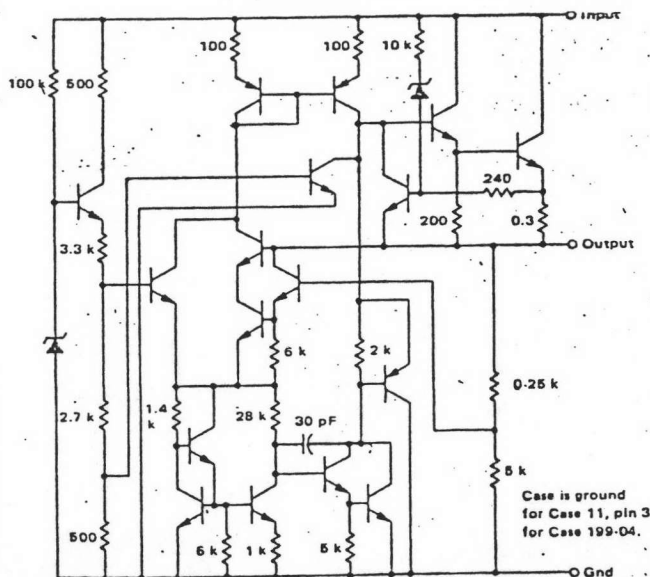 Input
100
100
10 k
100 k
500
240
200
0.3
3.3 k
Output
6 k
2 k
0-25 k
2.7 k
1.4
k
28 k
30 pF
5 k
Case is ground
for Case 11, pin 3
for Case 199-04.
500
6 k
1 k
5 k
Gnd